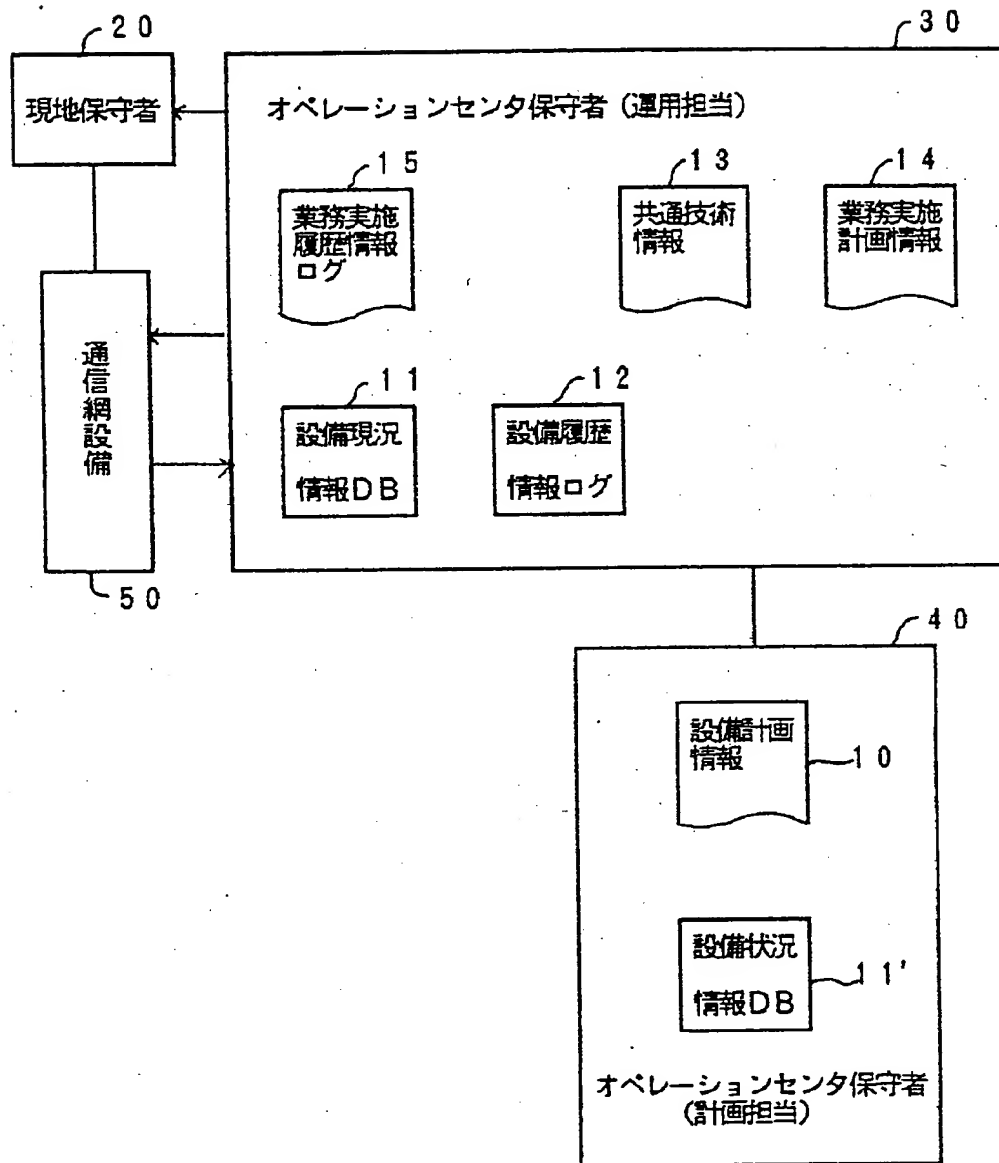 20
30
現地保守者
オペレーションセンタ保守者(運用担当)
15
13
14
業務実施
履歴情報
ログ
共通技術
情報
業務実施
計画情報
通信網設備
11
12
設備現況
情報DB
設備履歴
情報ログ
50
40
設備計画
情報
10
設備状況
情報DB
11'
オペレーションセンタ保守者
(計画担当)